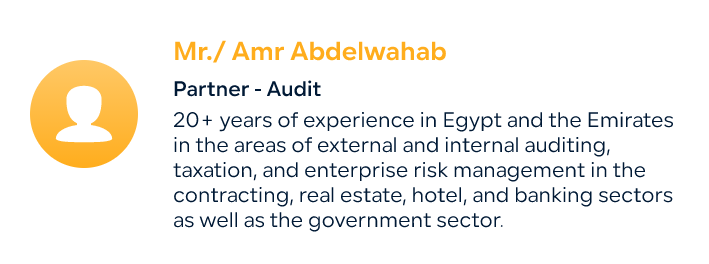 Mr./ Amr Abdelwahab
Partner - Audit
20+ years of experience in Egypt and the Emirates
in the areas of external and internal auditing,
taxation, and enterprise risk management in the
contracting, real estate, hotel, and banking sectors
as well as the government sector.